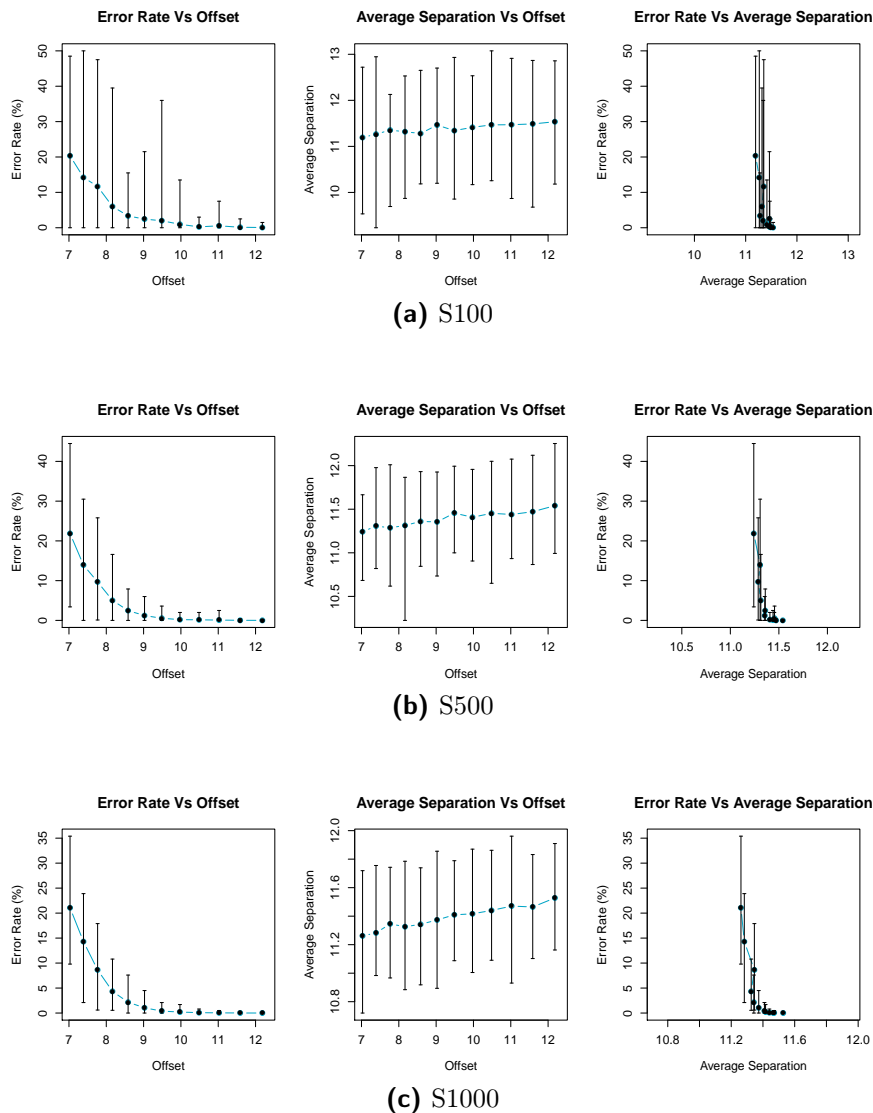 Error Rate Vs Offset
Error Rate (%)
0 10 20 30 40 50
7 8 9 10 11 12
Offset
Average Separation Vs Offset
Average Separation
10 11 12 13
7 8 9 10 11 12
Offset
Error Rate Vs Average Separation
Error Rate (%)
0 10 20 30 40 50
10 11 12 13
Average Separation
(a) S100
Error Rate Vs Offset
Error Rate (%)
0 10 20 30 40
7 8 9 10 11 12
Offset
Average Separation Vs Offset
Average Separation
10.5 11.0 11.5 12.0
7 8 9 10 11 12
Offset
Error Rate Vs Average Separation
Error Rate (%)
0 10 20 30 40
10.5 11.0 11.5 12.0
Average Separation
(b) S500
Error Rate Vs Offset
Error Rate (%)
0 5 10 15 20 25 30 35
7 8 9 10 11 12
Offset
Average Separation Vs Offset
Average Separation
10.8 11.2 11.6 12.0
7 8 9 10 11 12
Offset
Error Rate Vs Average Separation
Error Rate (%)
0 5 10 15 20 25 30 35
10.8 11.2 11.6 12.0
Average Separation
(c) S1000